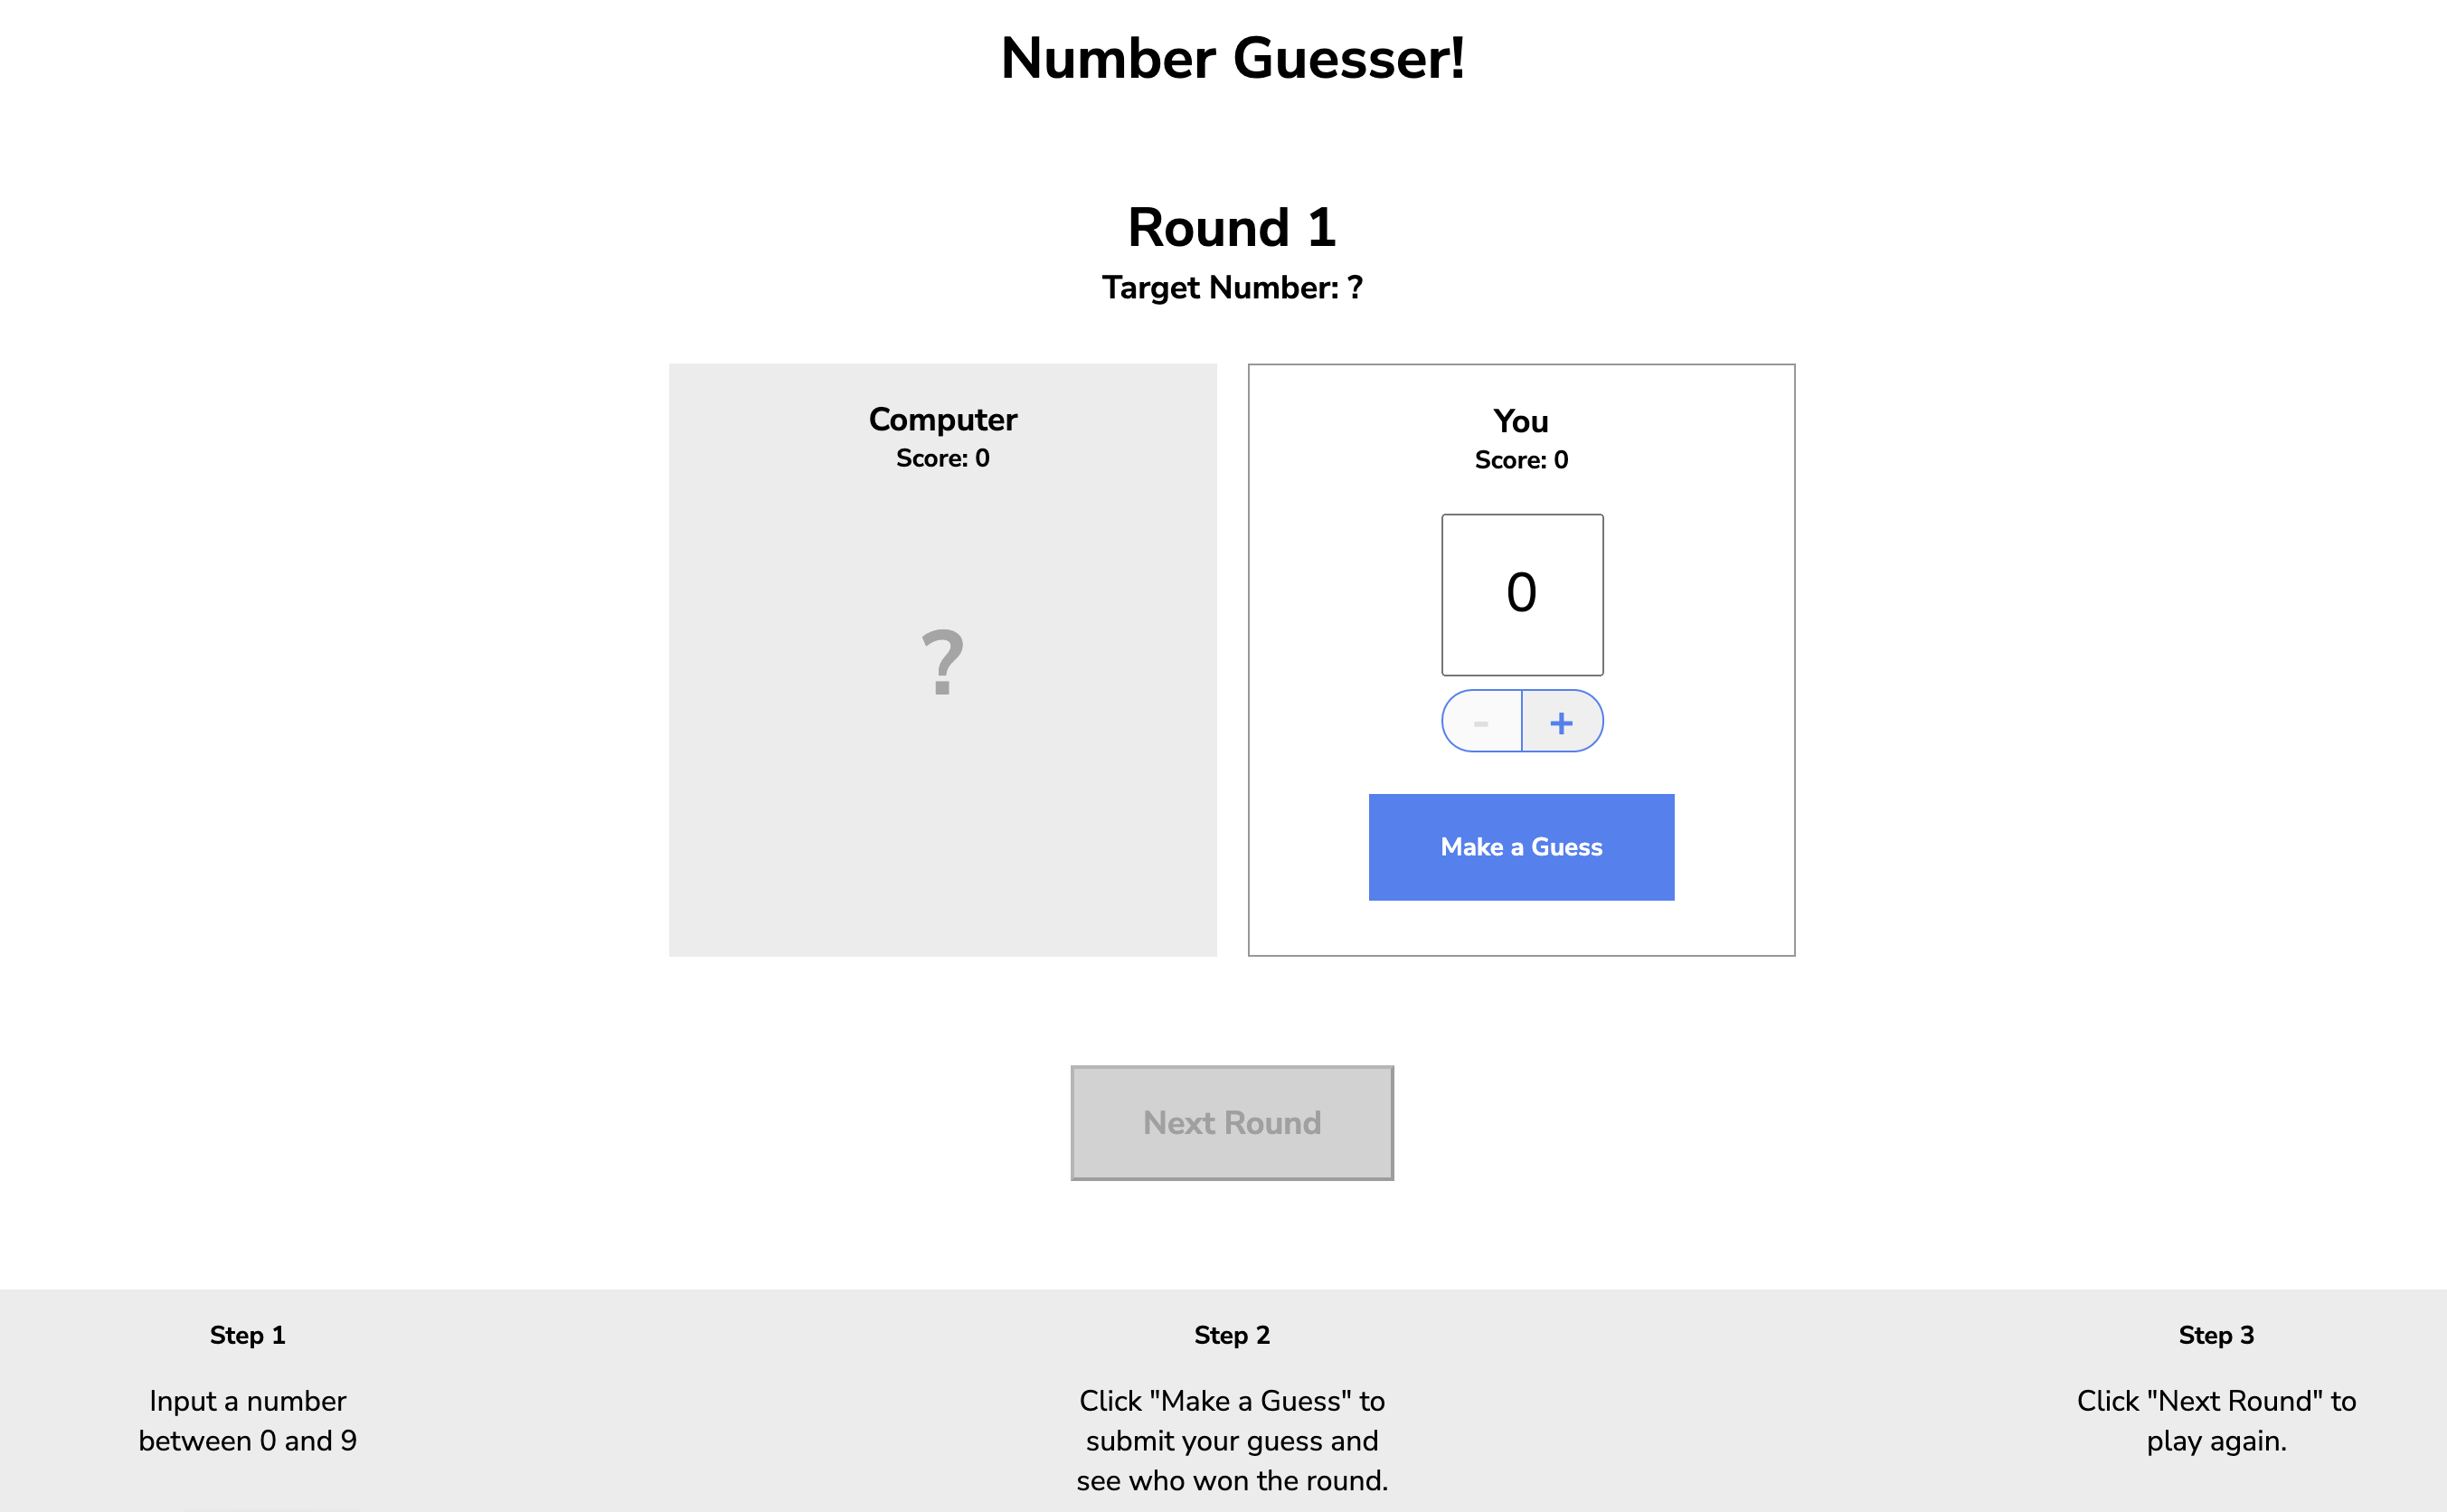 Number Guesser!
Round 1
Target Number: ?
Computer
Score: 0
?
You
Score: 0
0
- +
Make a Guess
Next Round
Step 1
Input a number
between 0 and 9
Step 2
Click "Make a Guess" to
submit your guess and
see who won the round.
Step 3
Click "Next Round" to
play again.